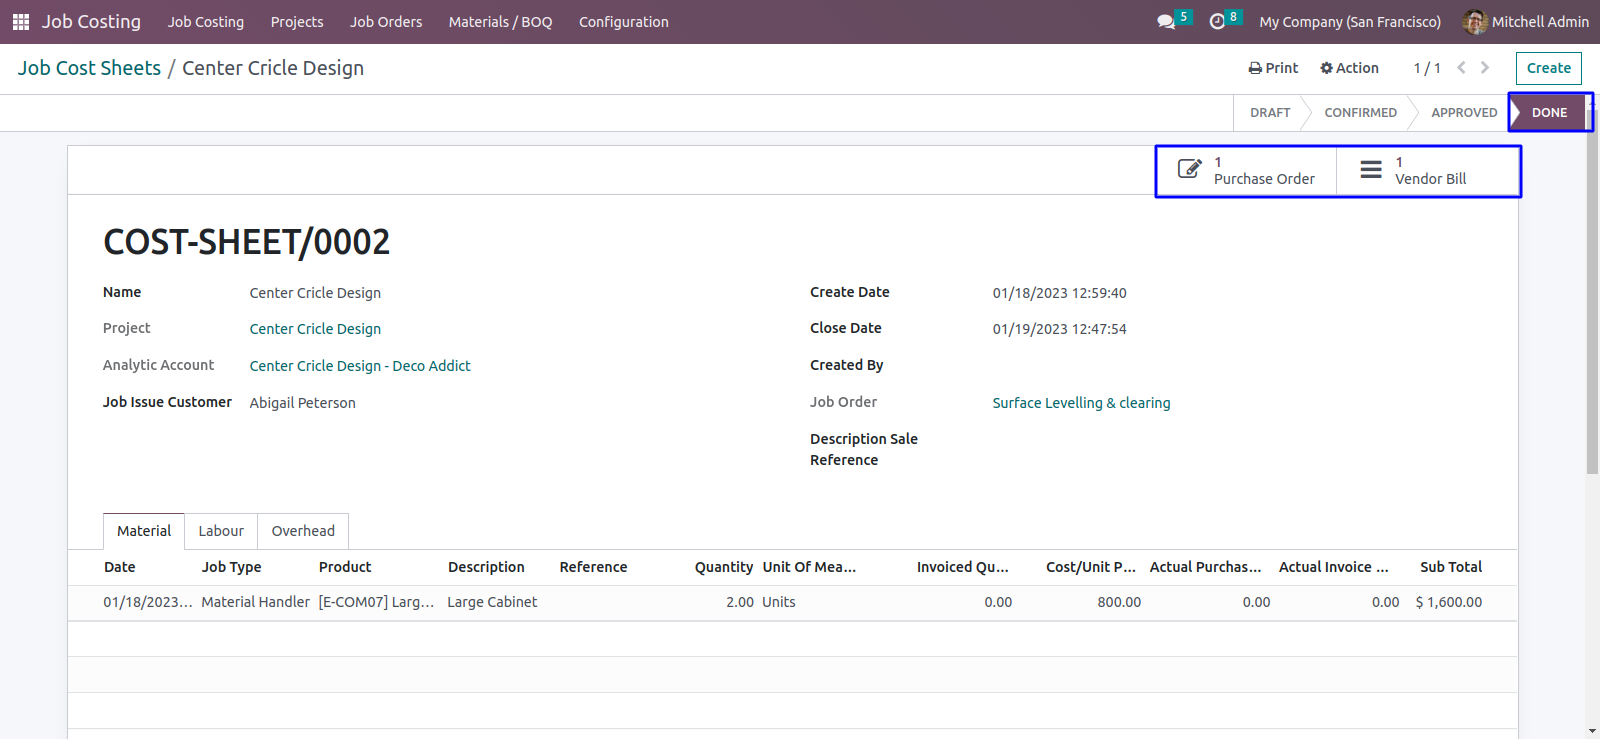 Job Costing Job Costing Projects Job Orders Materials / BOQ Configuration 5 8 My Company (San Francisco) Mitchell Admin
Job Cost Sheets / Center Cricle Design Print Action 1 / 1 Create
DRAFT CONFIRMED APPROVED DONE
1 Purchase Order 1 Vendor Bill
COST-SHEET/0002
Name Center Cricle Design Create Date 01/18/2023 12:59:40
Project Center Cricle Design Close Date 01/19/2023 12:47:54
Analytic Account Center Cricle Design - Deco Addict Created By
Job Issue Customer Abigail Peterson Job Order Surface Levelling & clearing
Description Sale
Reference
Material Labour Overhead
Date Job Type Product Description Reference Quantity Unit Of Mea... Invoiced Qu... Cost/Unit P... Actual Purchas... Actual Invoice ... Sub Total
01/18/2023... Material Handler [E-COM07] Larg... Large Cabinet 2.00 Units 0.00 800.00 0.00 0.00 $ 1,600.00